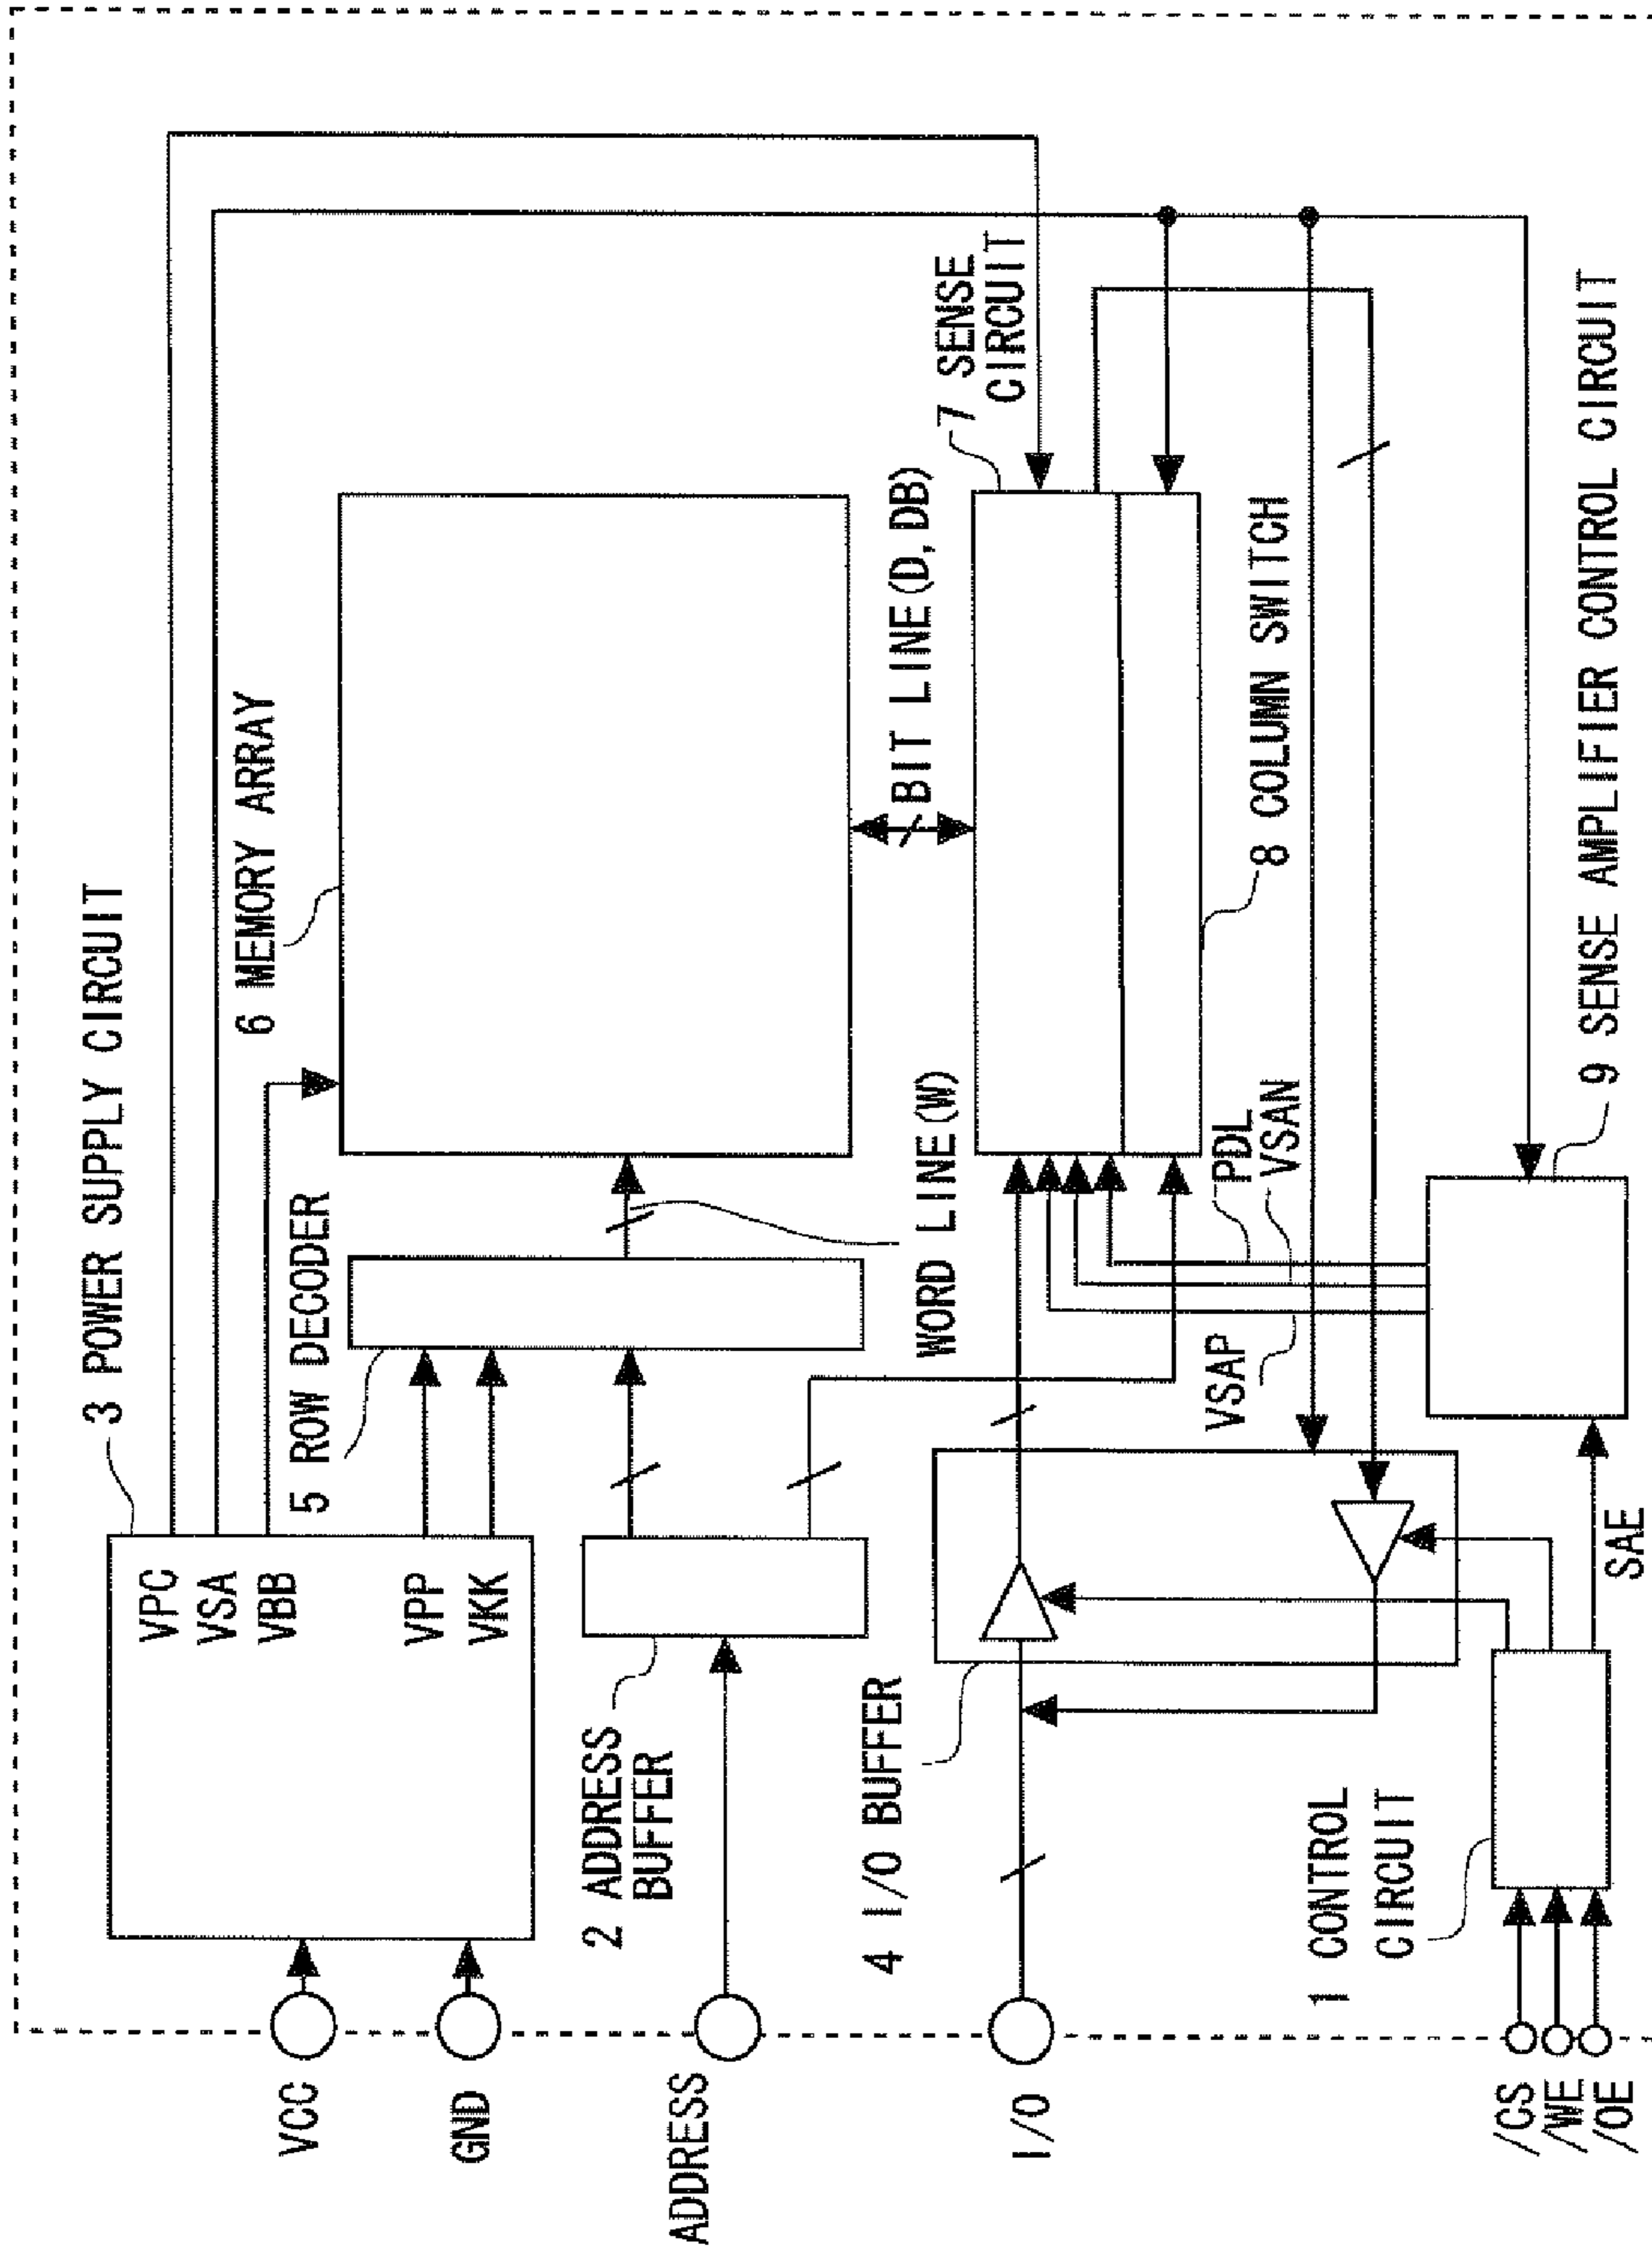 3 POWER SUPPLY CIRCUIT
VPC
VSA
VBB
VPP
VKK
VCC
GND
6 MEMORY ARRAY
5 ROW DECODER
2 ADDRESS
BUFFER
ADDRESS
WORD LINE(W)
BIT LINE(D, DB)
7 SENSE
CIRCUIT
4 I/O BUFFER
I/O
VSAP
PDL
VSAN
8 COLUMN SWITCH
1 CONTROL
CIRCUIT
/CS
/WE
/OE
SAE
9 SENSE AMPLIFIER CONTROL CIRCUIT